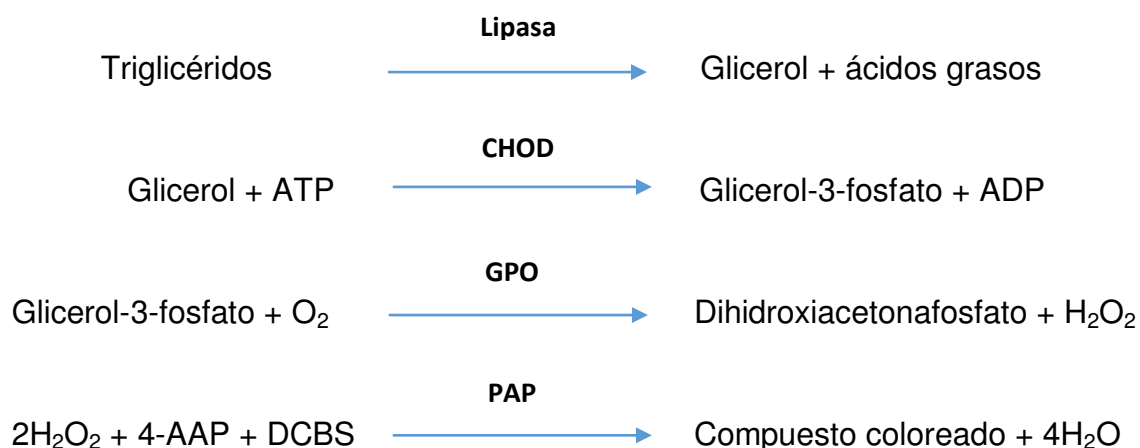 Lipasa
Triglicéridos Glicerol + ácidos grasos
CHOD
Glicerol + ATP Glicerol-3-fosfato + ADP
GPO
Glicerol-3-fosfato + O₂ Dihidroxiacetonafosfato + H₂O₂
PAP
2H₂O₂ + 4-AAP + DCBS Compuesto coloreado + 4H₂O